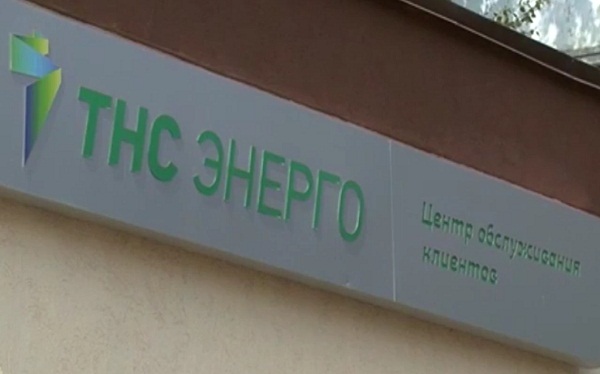 ТНС ЭНЕРГО
Центр обслуживания
клиентов